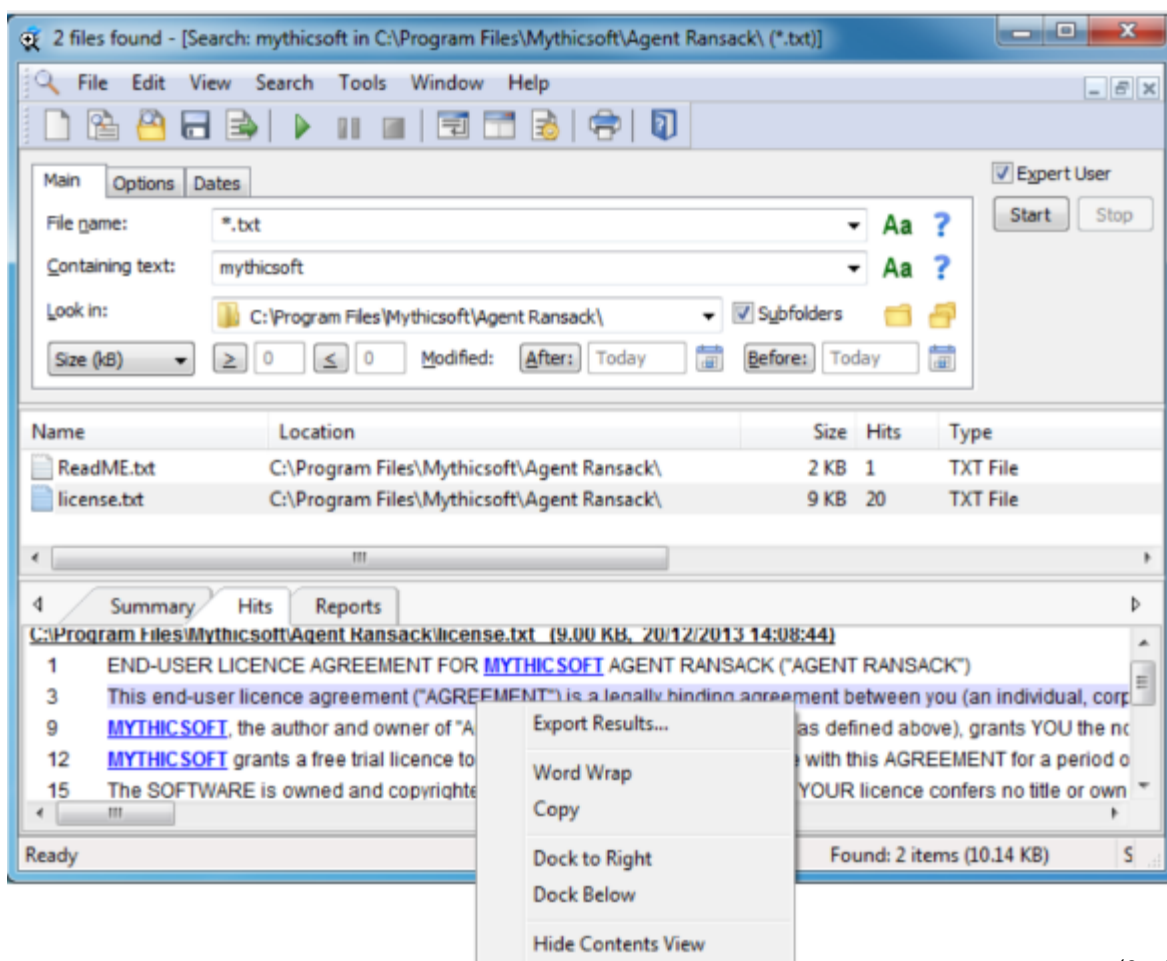 2 files found - [Search: mythicsoft in C:\Program Files\Mythicsoft\Agent Ransack\ (*.txt)]
File Edit View Search Tools Window Help
Main Options Dates
Expert User
File name: *.txt Aa ? Start Stop
Containing text: mythicsoft Aa ?
Look in: C:\Program Files\Mythicsoft\Agent Ransack\ Subfolders
Size (kB) ≥ 0 ≤ 0 Modified: After: Today Before: Today
Name Location Size Hits Type
ReadME.txt C:\Program Files\Mythicsoft\Agent Ransack\ 2 KB 1 TXT File
license.txt C:\Program Files\Mythicsoft\Agent Ransack\ 9 KB 20 TXT File
Summary Hits Reports
C:\Program Files\Mythicsoft\Agent Ransack\license.txt (9.00 KB, 20/12/2013 14:08:44)
1 END-USER LICENCE AGREEMENT FOR MYTHICSOFT AGENT RANSACK ("AGENT RANSACK")
3 This end-user licence agreement ("AGREEMENT") is a legally binding agreement between you (an individual, corp
9 MYTHICSOFT, the author and owner of "A as defined above), grants YOU the
12 MYTHICSOFT grants a free trial licence to with this AGREEMENT for a period o
15 The SOFTWARE is owned and copyrighte YOUR licence confers no title or own
Export Results...
Word Wrap
Copy
Dock to Right
Dock Below
Hide Contents View
Ready Found: 2 items (10.14 KB) S